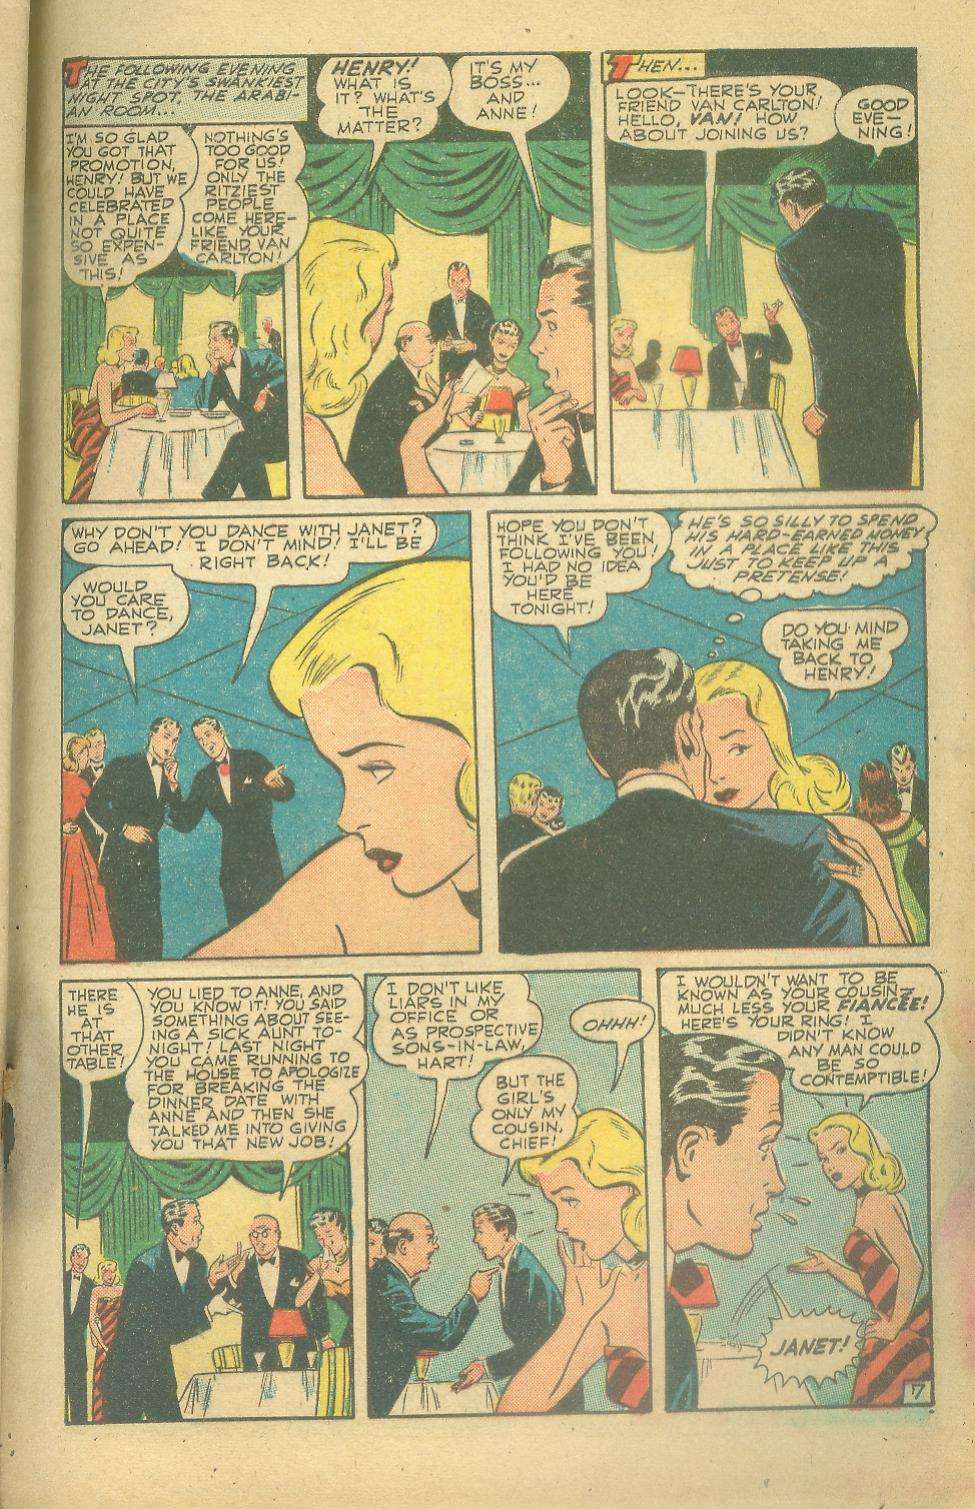 THE FOLLOWING EVENING
AT THE CITY'S SWANKIEST
NIGHT SPOT, THE ARABI-
AN ROOM...
I'M SO GLAD
YOU GOT THAT
PROMOTION,
HENRY! BUT WE
COULD HAVE
CELEBRATED
IN A PLACE
NOT QUITE
SO EXPEN-
SIVE AS
THIS!
NOTHING'S
TOO GOOD
FOR US!
ONLY THE
RITZIEST
PEOPLE
COME HERE-
LIKE YOUR
FRIEND, VAN
CARLTON!
HENRY!
WHAT IS
IT? WHAT'S
THE
MATTER?
IT'S MY
BOSS...
AND
ANNE!
THEN...
LOOK-THERE'S YOUR
FRIEND VAN CARLTON!
HELLO, VAN! HOW
ABOUT JOINING US?
GOOD
EVE-
NING!
WHY DON'T YOU DANCE WITH JANET?
GO AHEAD! I DON'T MIND! I'LL BE
RIGHT BACK!
WOULD
YOU CARE
TO DANCE,
JANET?
HOPE YOU DON'T
THINK I'VE BEEN
FOLLOWING YOU!
I HAD NO IDEA
YOU'D BE
HERE
TONIGHT!
HE'S SO SILLY TO SPEND
HIS HARD-EARNED MONEY
IN A PLACE LIKE THIS
JUST TO KEEP UP A
PRETENSE!
DO YOU MIND
TAKING ME
BACK TO
HENRY!
THERE
HE IS
AT
THAT
OTHER
TABLE!
YOU LIED TO ANNE, AND
YOU KNOW IT! YOU SAID
SOMETHING ABOUT SEE-
ING A SICK AUNT TO-
NIGHT! LAST NIGHT
YOU CAME RUNNING TO
THE HOUSE TO APOLOGIZE
FOR BREAKING THE
DINNER DATE WITH
ANNE AND THEN SHE
TALKED ME INTO GIVING
YOU THAT NEW JOB!
I DON'T LIKE
LIARS IN MY
OFFICE OR
AS PROSPECTIVE
SONS-IN-LAW,
HART!
OHHH!
BUT THE
GIRL'S
ONLY MY
COUSIN,
CHIEF!
I WOULDN'T WANT TO BE
KNOWN AS YOUR COUSIN-
MUCH LESS YOUR FIANCÉE!
HERE'S YOUR RING! I
DIDN'T KNOW
ANY MAN COULD
BE SO
CONTEMPTIBLE!
JANET!
17